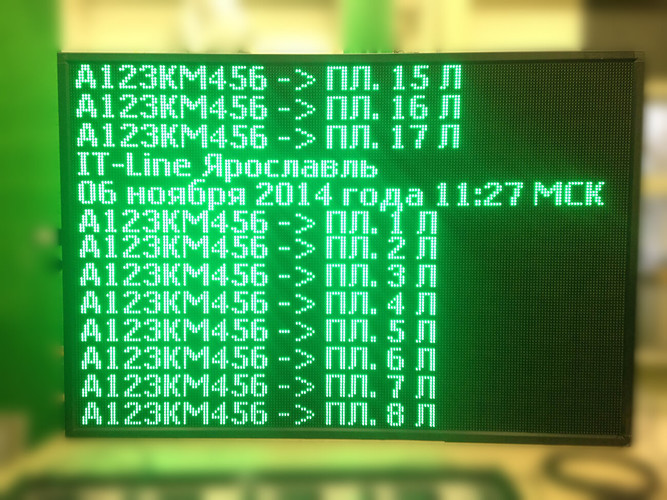 А123КМ456 -> ПЛ. 15 Л
А123КМ456 -> ПЛ. 16 Л
А123КМ456 -> ПЛ. 17 Л
IT-Line Ярославль
06 ноября 2014 года 11:27 МСК
А123КМ456 -> ПЛ. 1 Л
А123КМ456 -> ПЛ. 2 Л
А123КМ456 -> ПЛ. 3 Л
А123КМ456 -> ПЛ. 4 Л
А123КМ456 -> ПЛ. 5 Л
А123КМ456 -> ПЛ. 6 Л
А123КМ456 -> ПЛ. 7 Л
А123КМ456 -> ПЛ. 8 Л